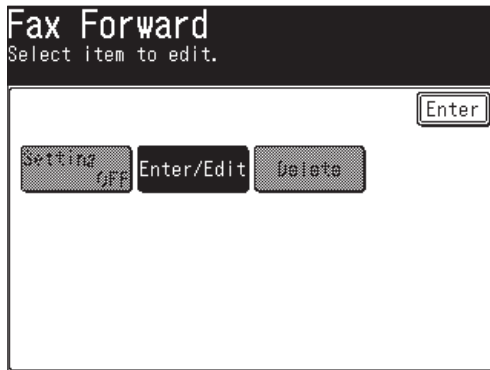 Fax Forward
Select item to edit.
Enter
Setting
OFF
Enter/Edit
Delete